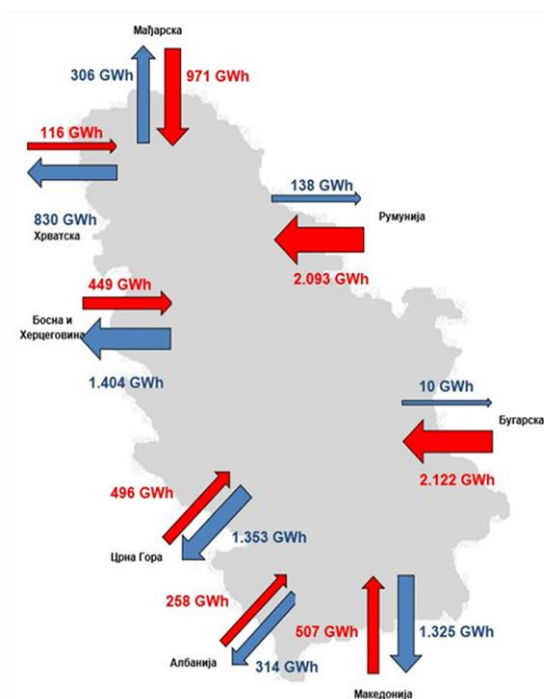 Мађарска
306 GWh
971 GWh
116 GWh
830 GWh
Хрватска
138 GWh
Румунија
2.093 GWh
449 GWh
Босна и
Херцеговина
1.404 GWh
10 GWh
Бугарска
2.122 GWh
496 GWh
1.353 GWh
Црна Гора
258 GWh
314 GWh
Албанија
507 GWh
1.325 GWh
Македонија